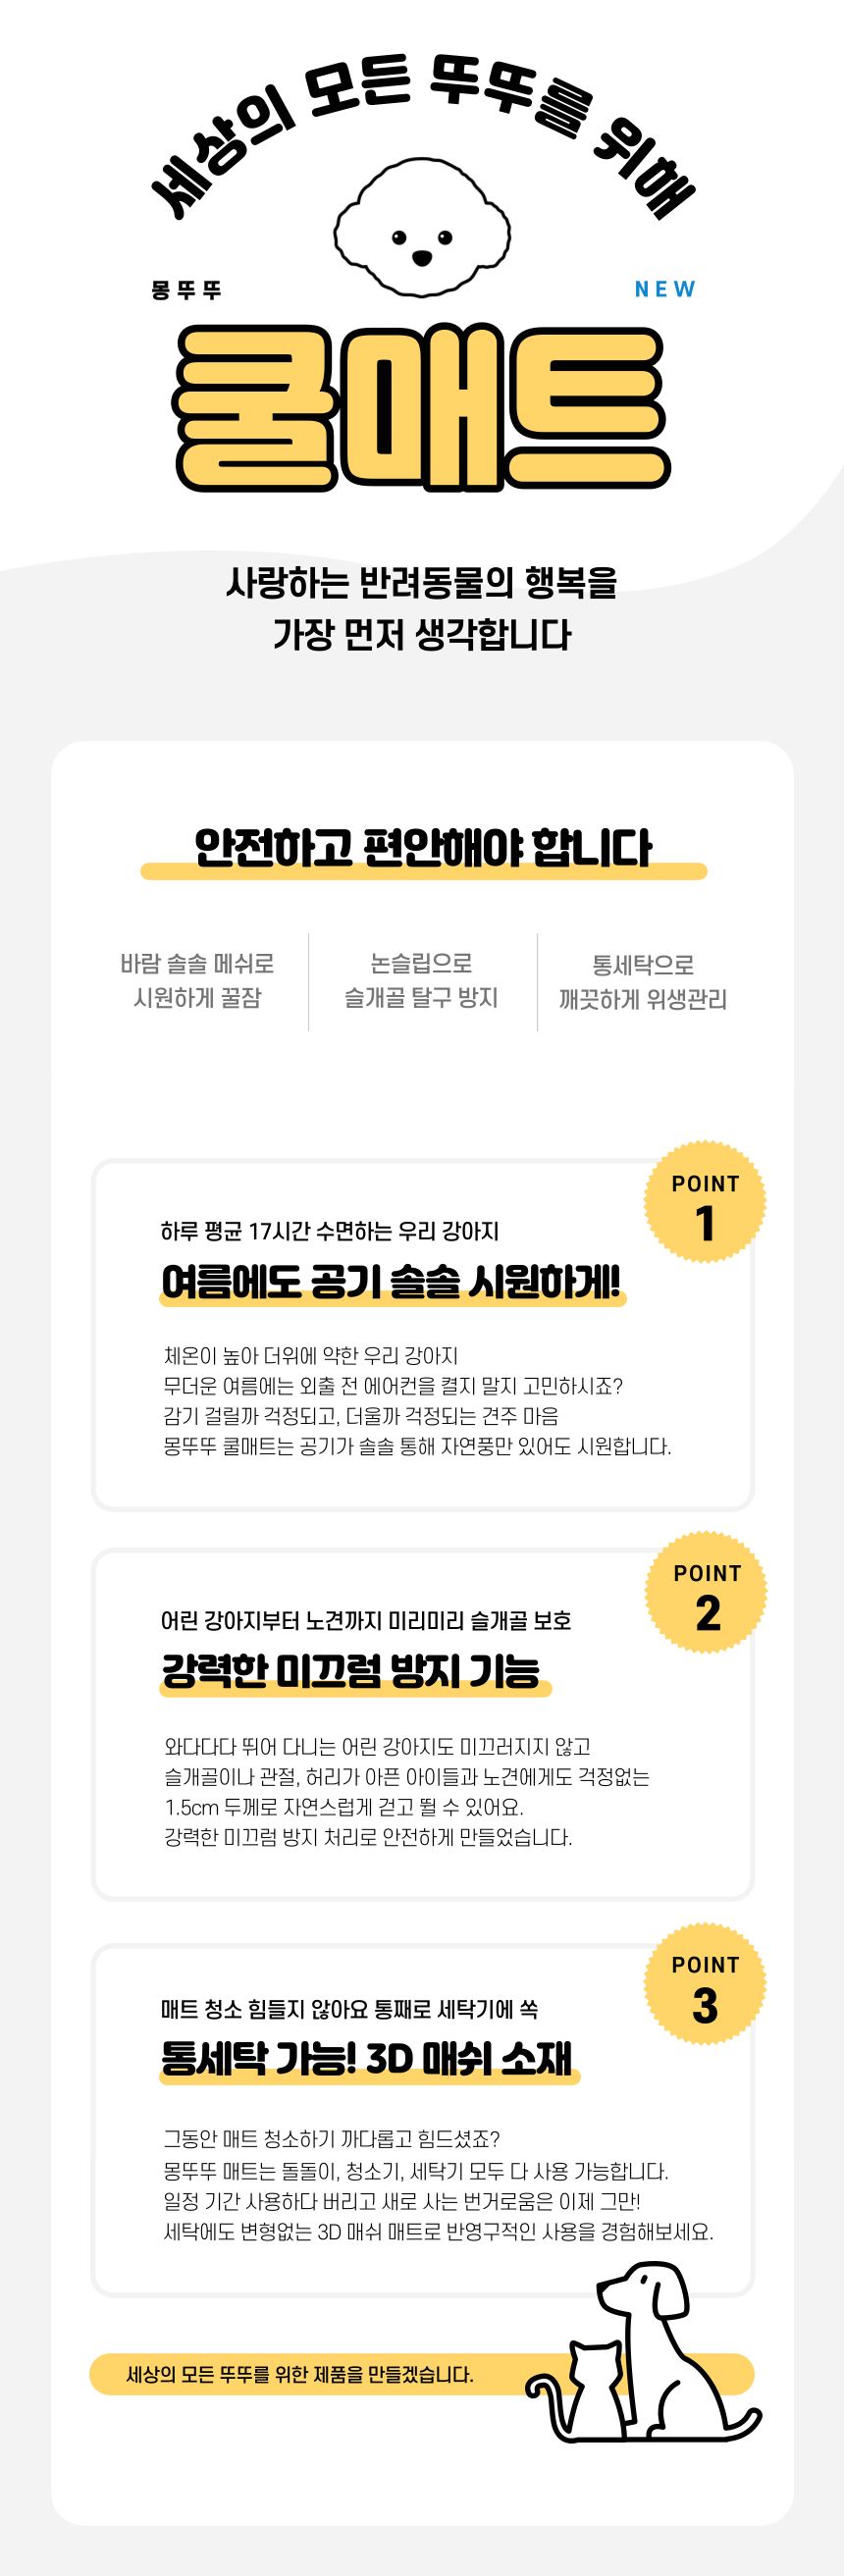 세상의 모든 뚜뚜를 위해
몽뚜뚜
NEW
쿨매트
사랑하는 반려동물의 행복을
가장 먼저 생각합니다
안전하고 편안해야 합니다
바람 솔솔 메쉬로
시원하게 꿀잠
논슬립으로
슬개골 탈구 방지
통세탁으로
깨끗하게 위생관리
POINT
1
하루 평균 17시간 수면하는 우리 강아지
여름에도 공기 솔솔 시원하게!
체온이 높아 더위에 약한 우리 강아지
무더운 여름에는 외출 전 에어컨을 켤지 말지 고민하시죠?
감기 걸릴까 걱정되고, 더울까 걱정되는 견주 마음
몽뚜뚜 쿨매트는 공기가 솔솔 통해 자연풍만 있어도 시원합니다.
POINT
2
어린 강아지부터 노견까지 미리미리 슬개골 보호
강력한 미끄럼 방지 기능
와다다다 뛰어 다니는 어린 강아지도 미끄러지지 않고
슬개골이나 관절, 허리가 아픈 아이들과 노견에게도 걱정없는
1.5cm 두께로 자연스럽게 걷고 뛸 수 있어요.
강력한 미끄럼 방지 처리로 안전하게 만들었습니다.
POINT
3
매트 청소 힘들지 않아요 통째로 세탁기에 쏙
통세탁 가능! 3D 매쉬 소재
그동안 매트 청소하기 까다롭고 힘드셨죠?
몽뚜뚜 매트는 돌돌이, 청소기, 세탁기 모두 다 사용 가능합니다.
일정 기간 사용하다 버리고 새로 사는 번거로움은 이제 그만!
세탁에도 변형없는 3D 매쉬 매트로 반영구적인 사용을 경험해보세요.
세상의 모든 뚜뚜를 위한 제품을 만들겠습니다.